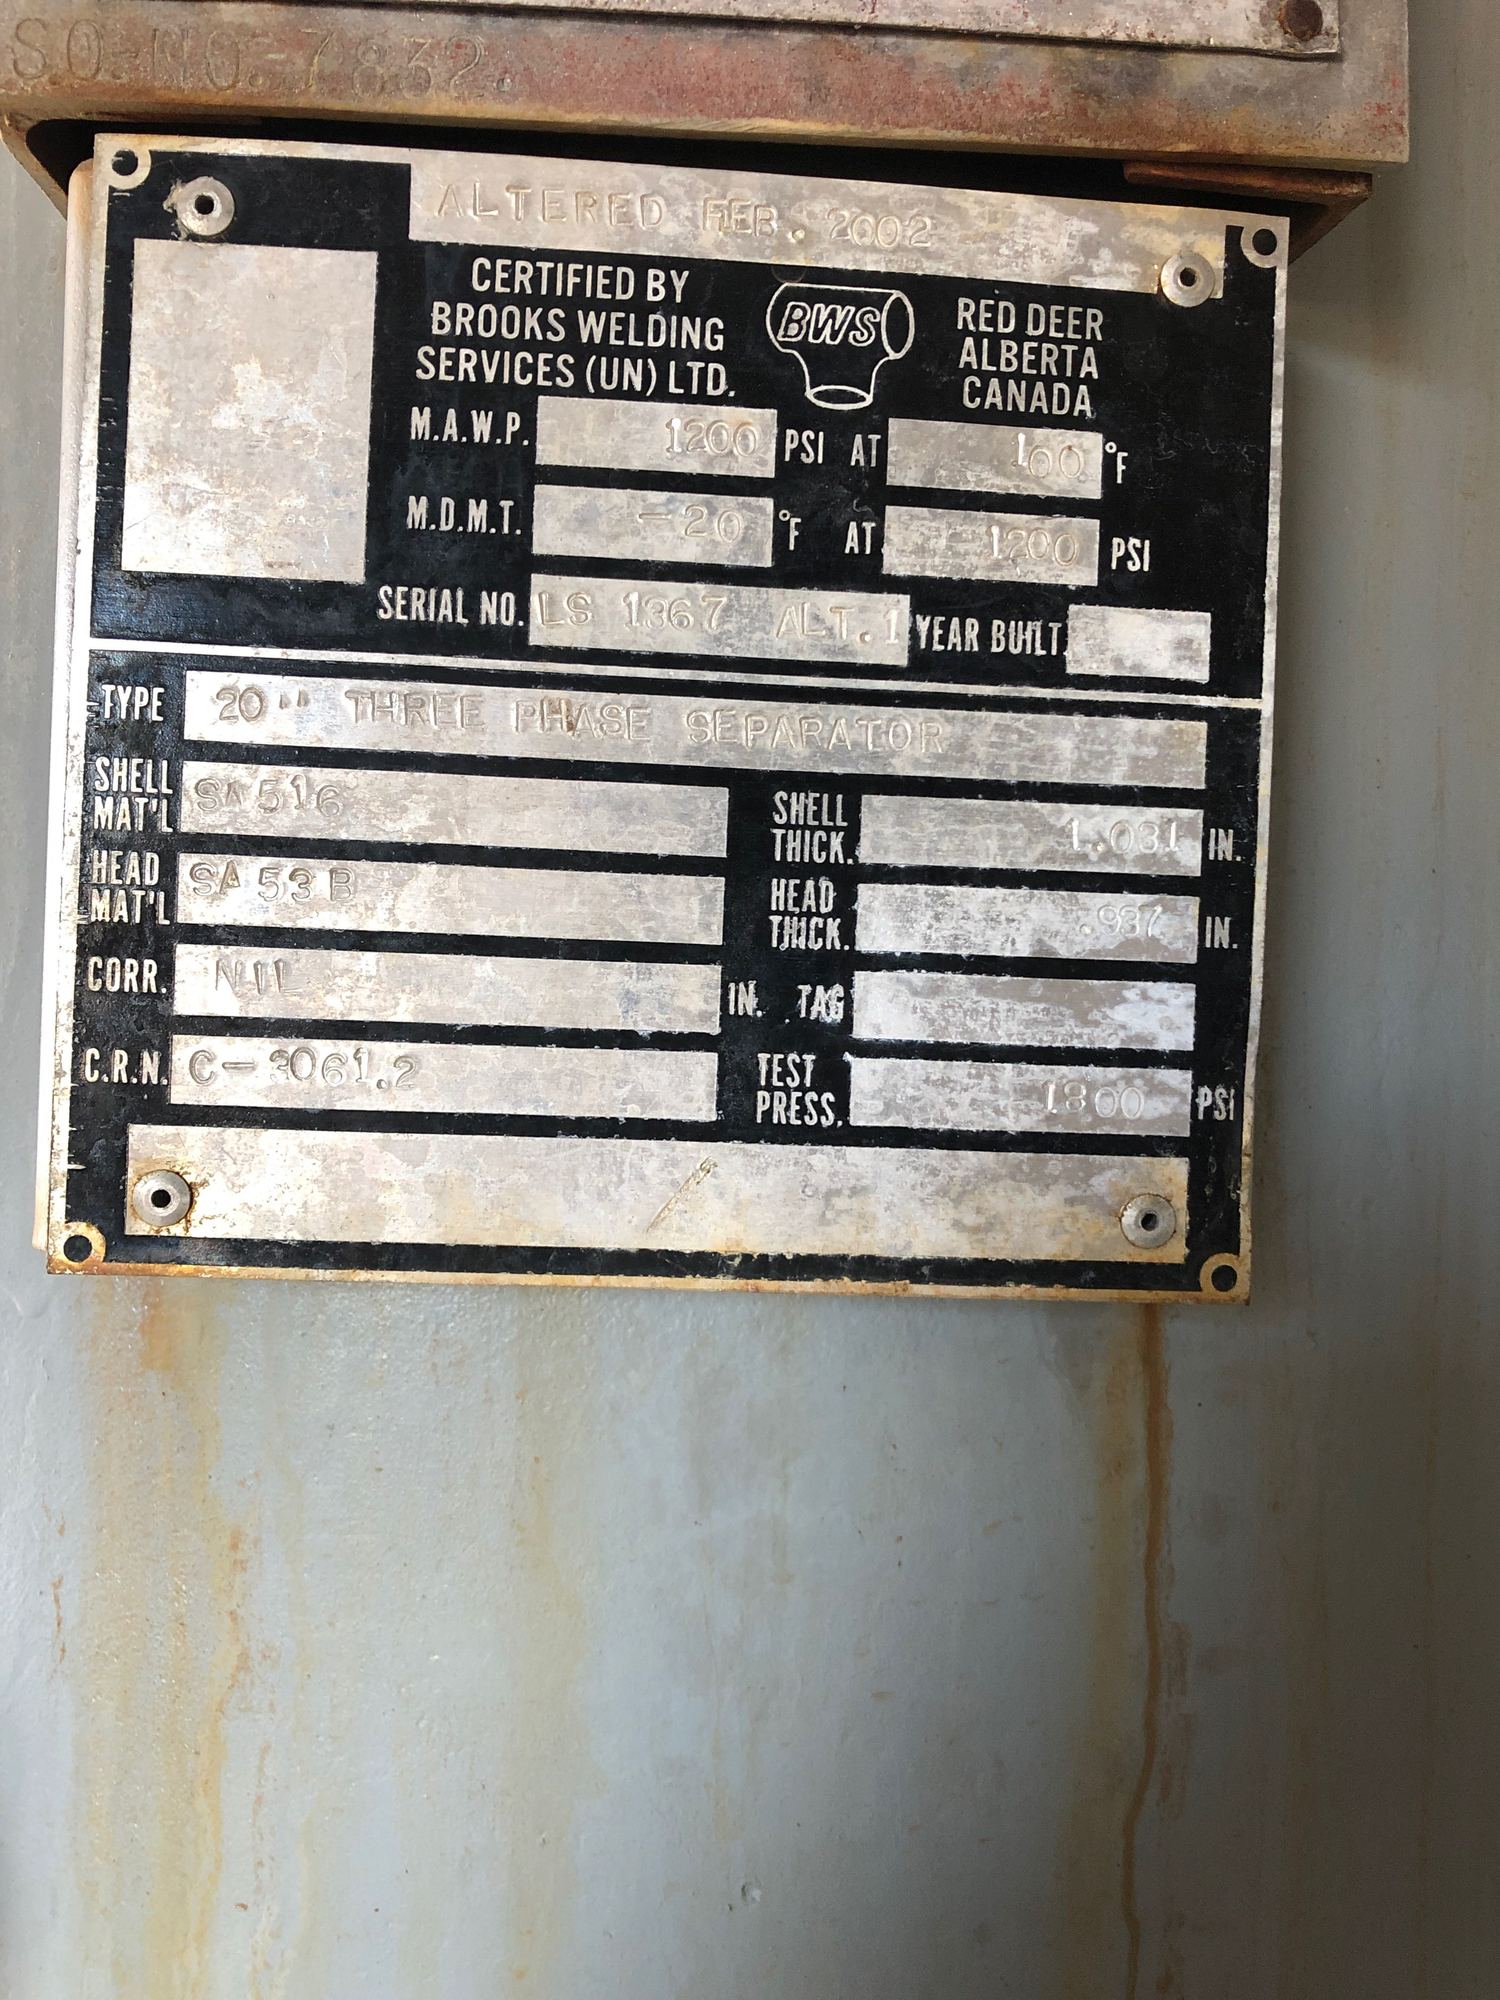 S.O. NO.-7832.
ALTERED FEB. 2002
CERTIFIED BY
BROOKS WELDING
SERVICES (UN) LTD.
BWS
RED DEER
ALBERTA
CANADA
M.A.W.P. 1200 PSI AT 100 °F
M.D.M.T. -20 °F AT 1200 PSI
SERIAL NO. LS 1367 ALT.1 YEAR BUILT
TYPE 20" THREE PHASE SEPARATOR
SHELL MAT'L SA 516 SHELL THICK. 1.031 IN.
HEAD MAT'L SA 53 B HEAD THICK. .937 IN.
CORR. NIL IN. TAG
C.R.N. C-3061.2 TEST PRESS. 1800 PSI